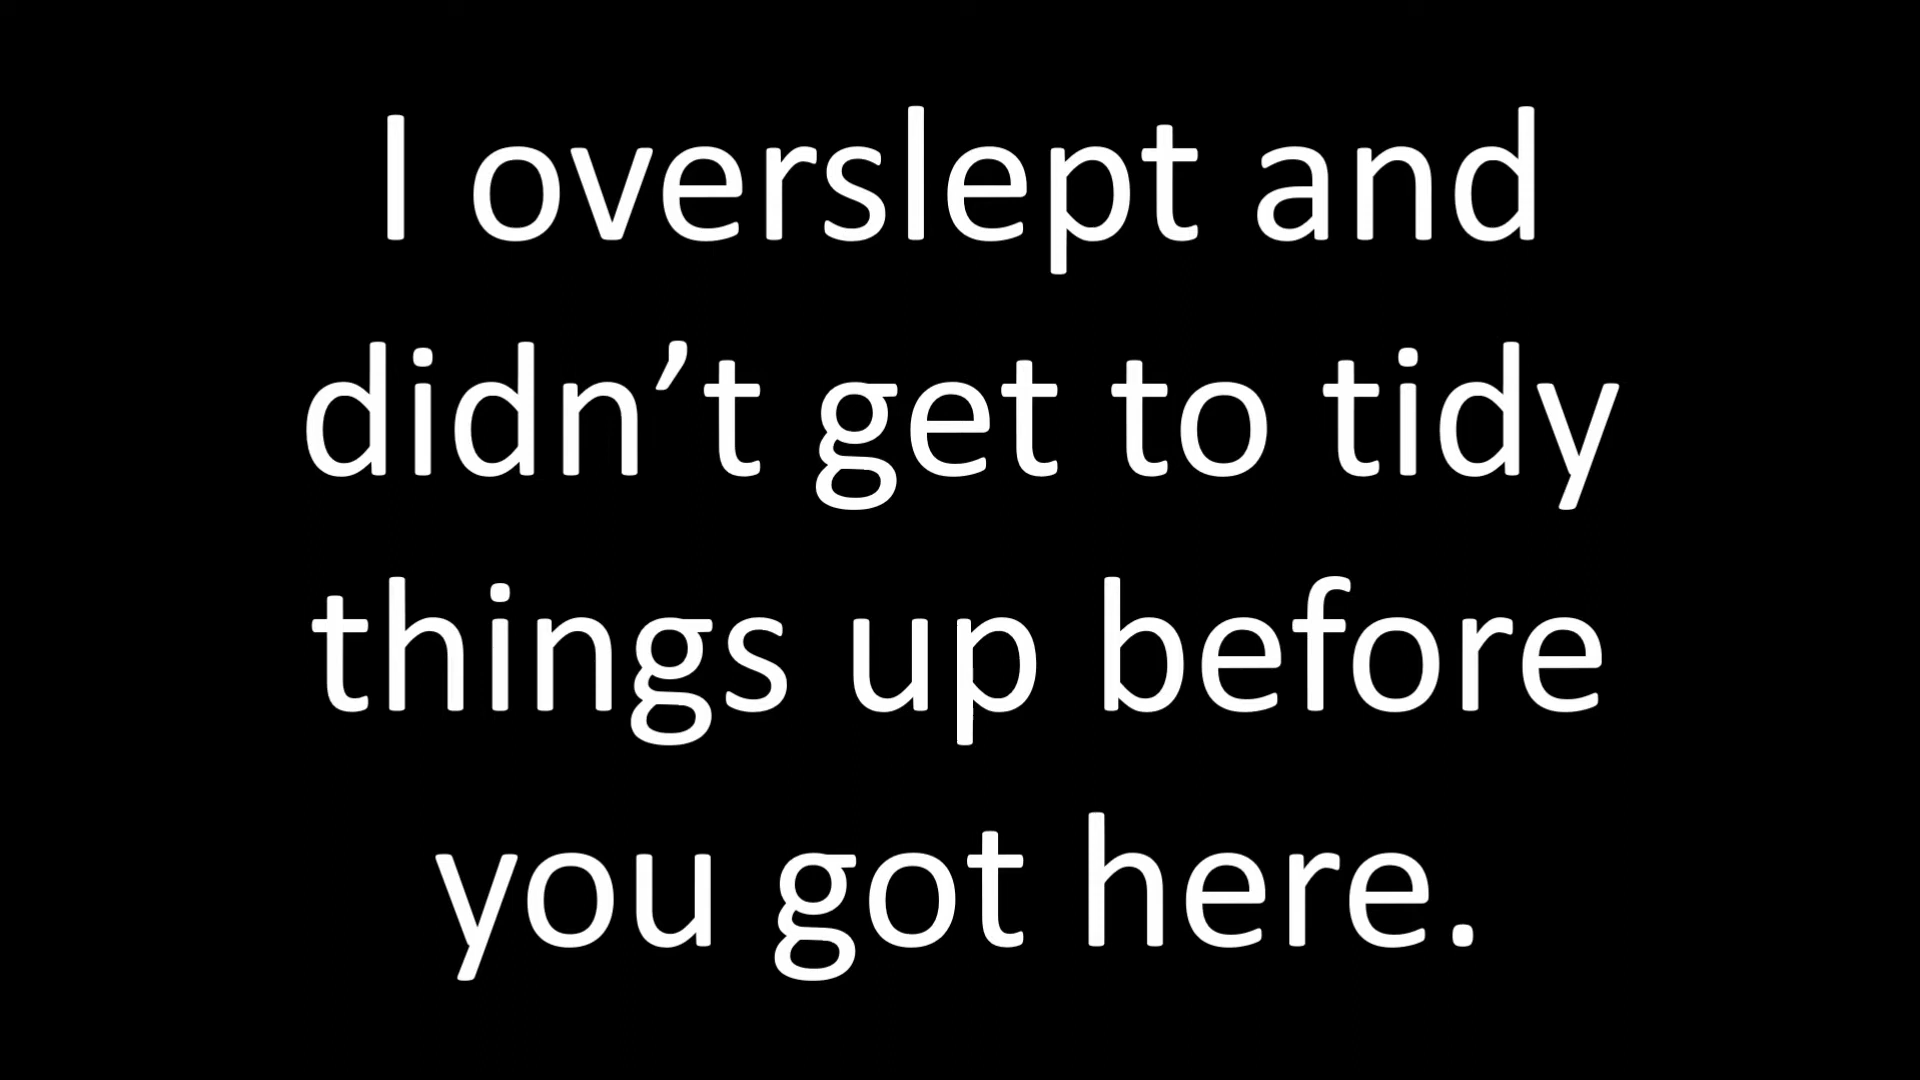 I overslept and
didn’t get to tidy
things up before
you got here.